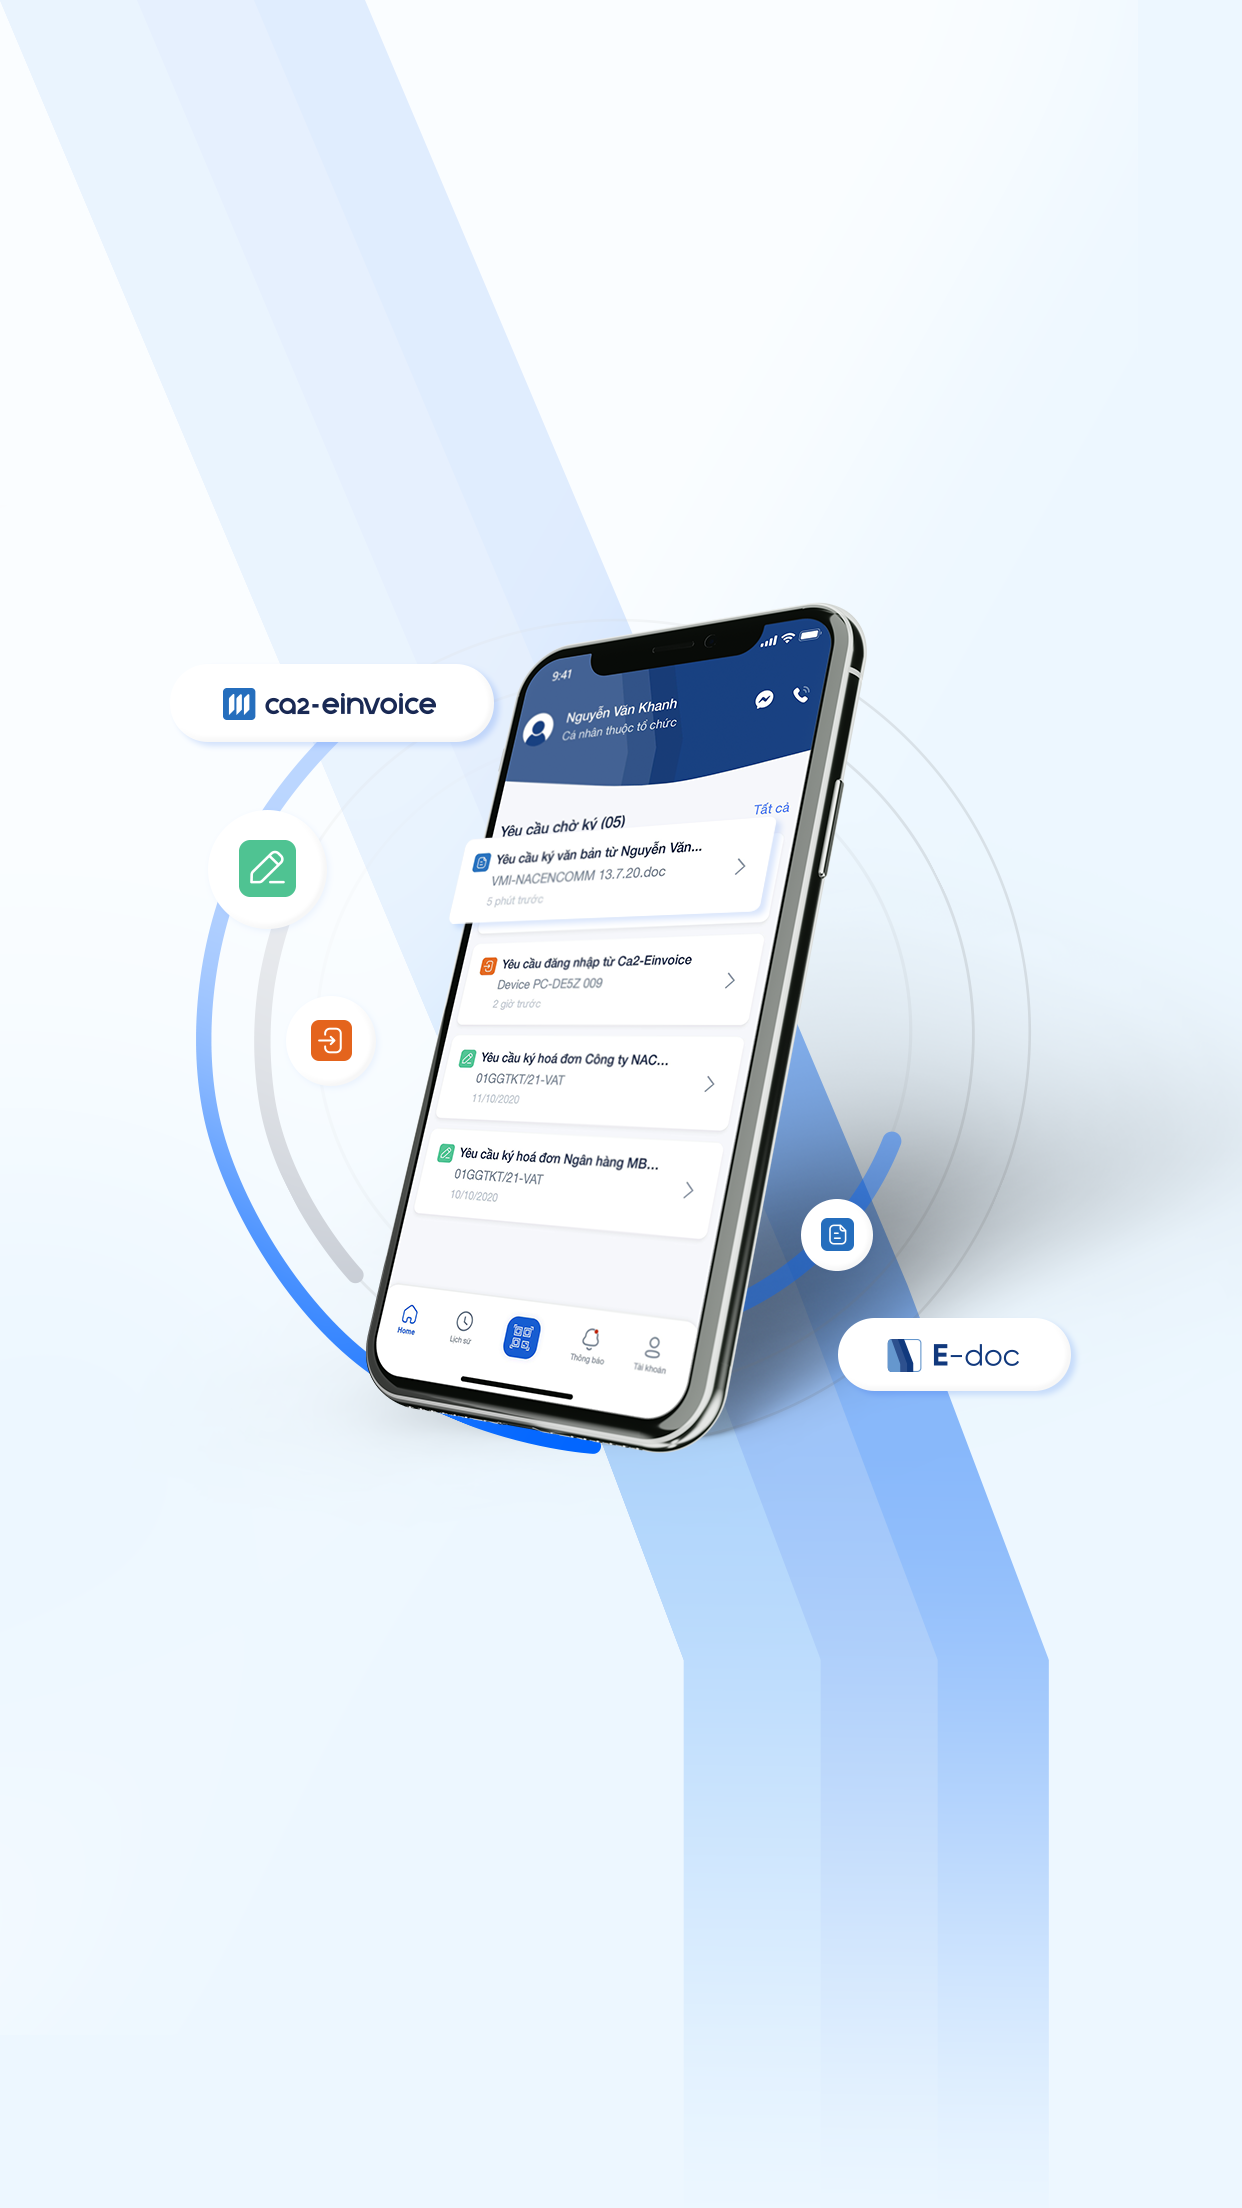 9:41
Nguyễn Văn Khanh
Cá nhân thuộc tổ chức
ca2-einvoice
Tất cả
Yêu cầu chờ ký (05)
Yêu cầu ký văn bản từ Nguyễn Văn...
VMI-NACENCOMM 13.7.20.doc
5 phút trước
Yêu cầu đăng nhập từ Ca2-Einvoice
Device PC-DE5Z 009
2 giờ trước
Yêu cầu ký hoá đơn Công ty NAC...
01GGTKT/21-VAT
11/10/2020
Yêu cầu ký hoá đơn Ngân hàng MB...
01GGTKT/21-VAT
10/10/2020
Home
Lịch sử
Thông báo
Tài khoản
E-doc